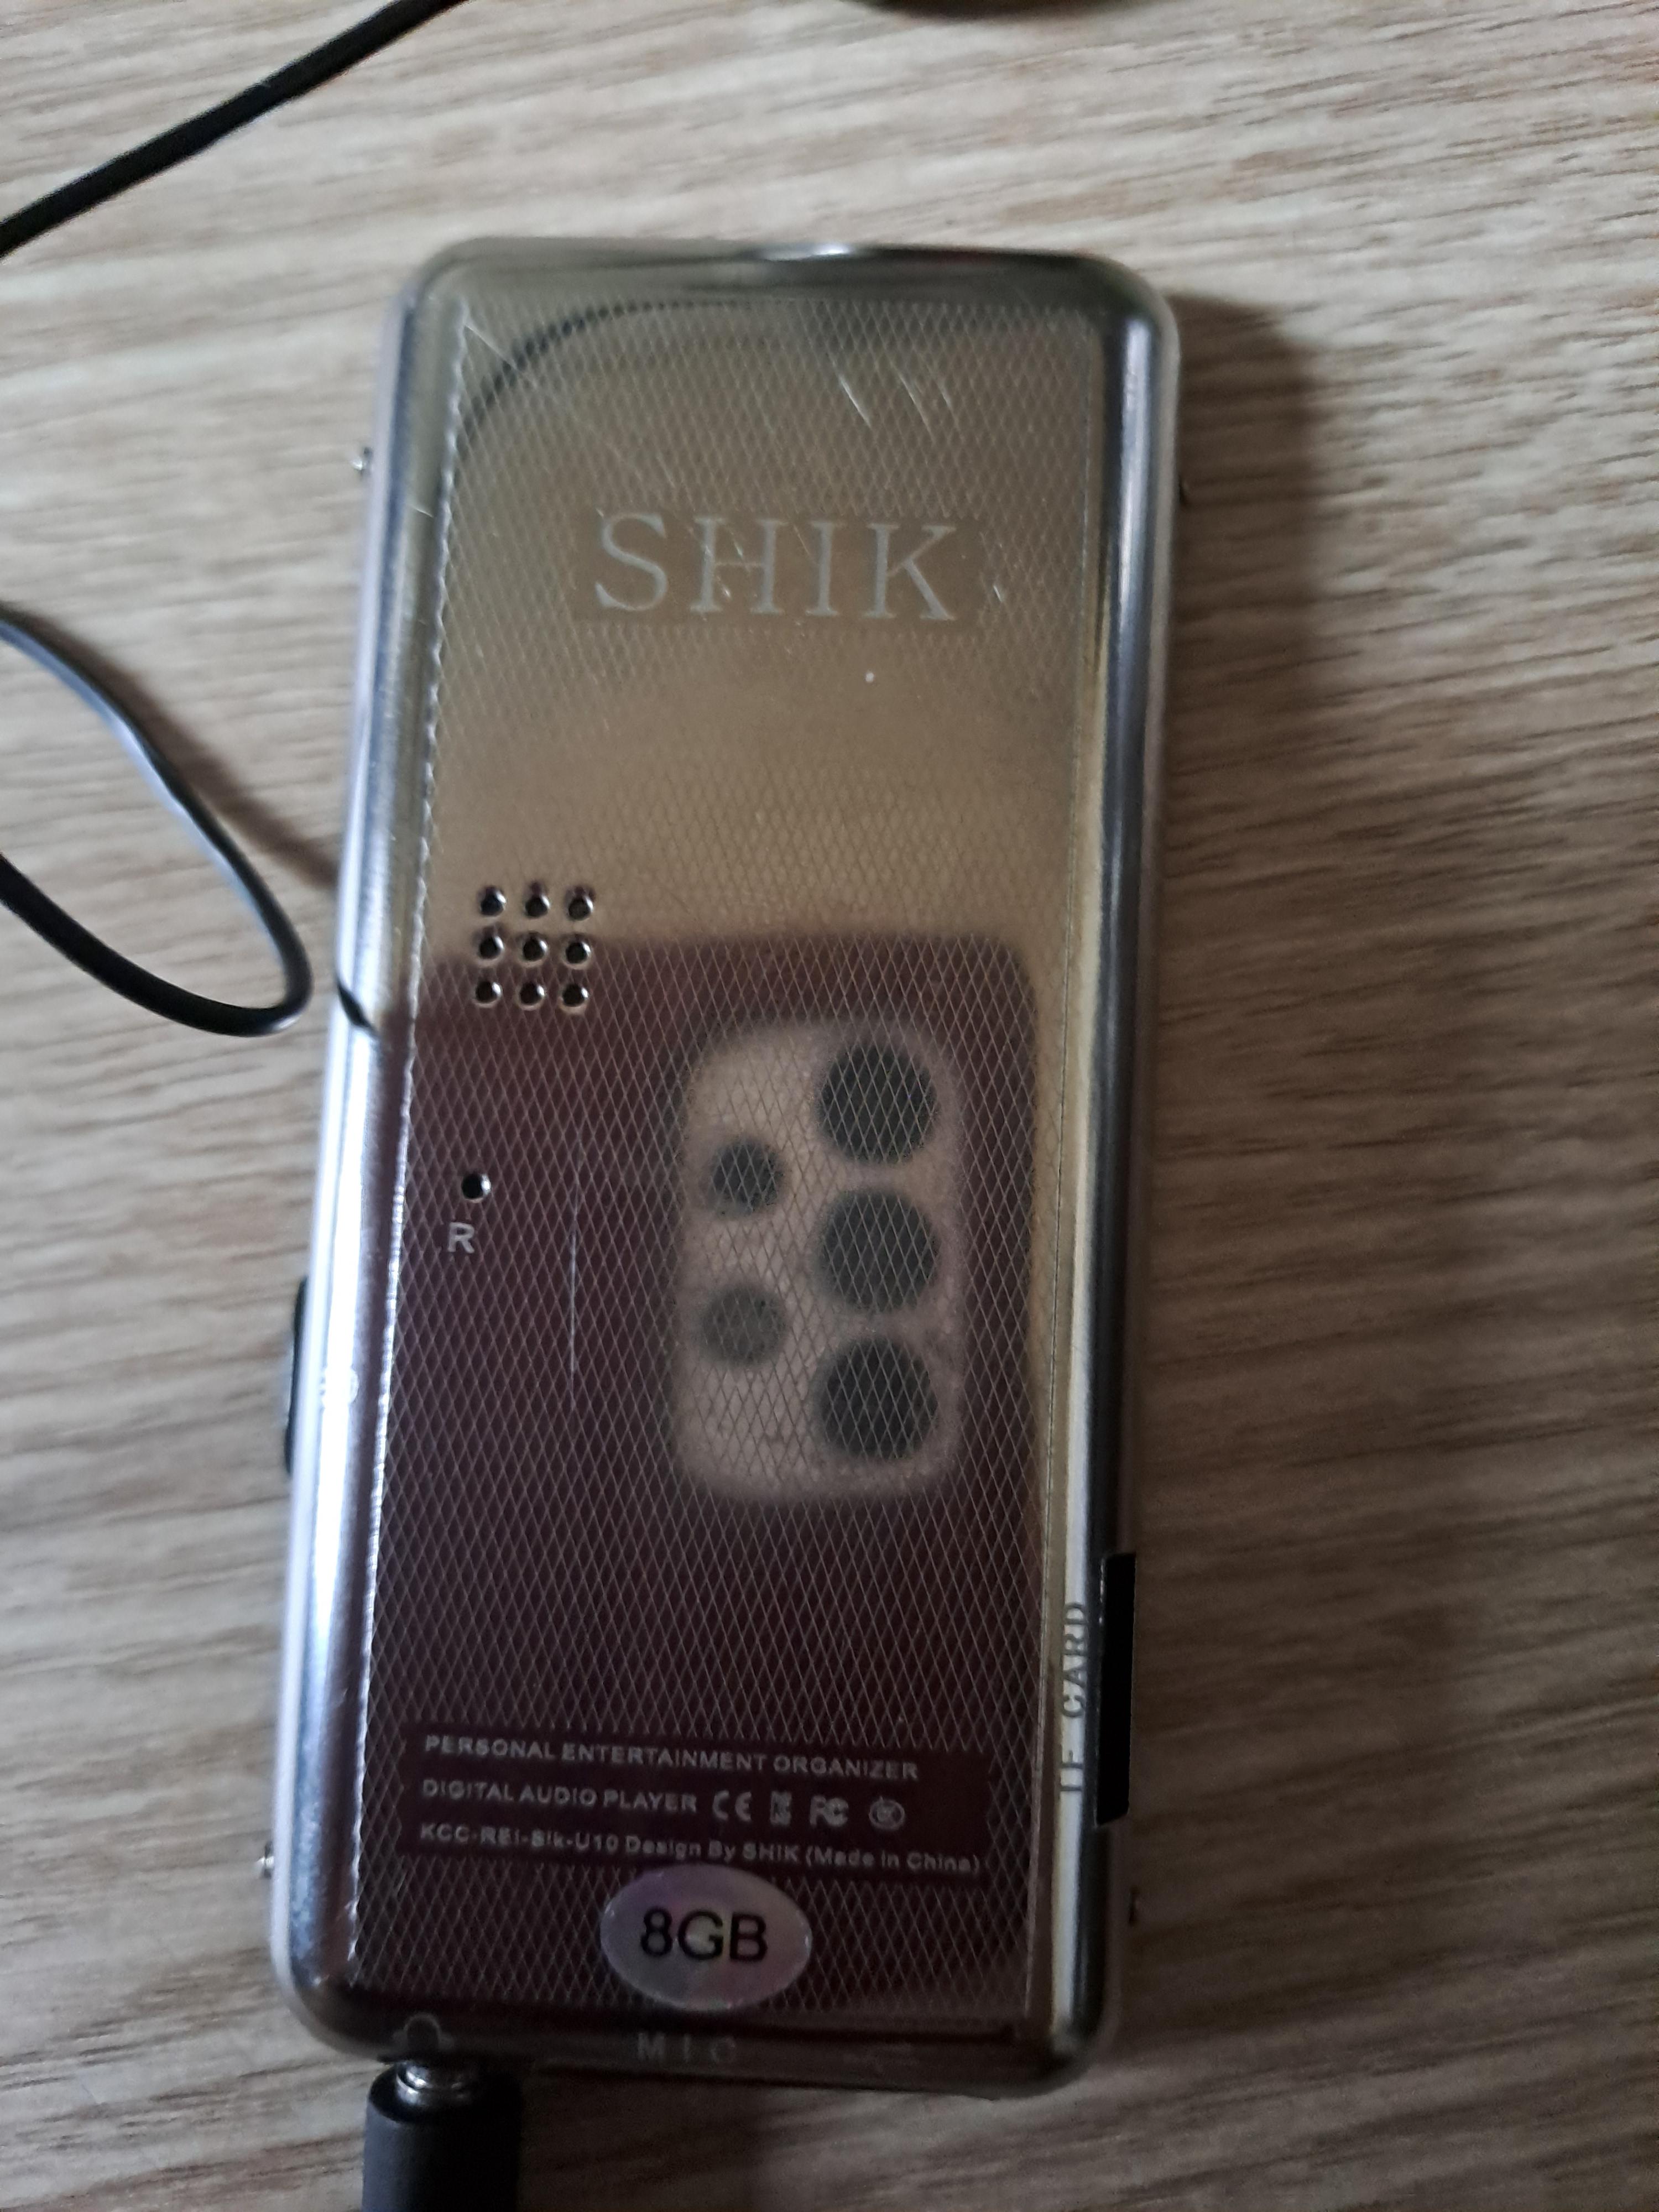 SHIK
R
TF CARD
PERSONAL ENTERTAINMENT ORGANIZER
DIGITAL AUDIO PLAYER CE FC
KCC-REI-Sik-U10 Design By SHIK (Made in China)
8GB
MIC